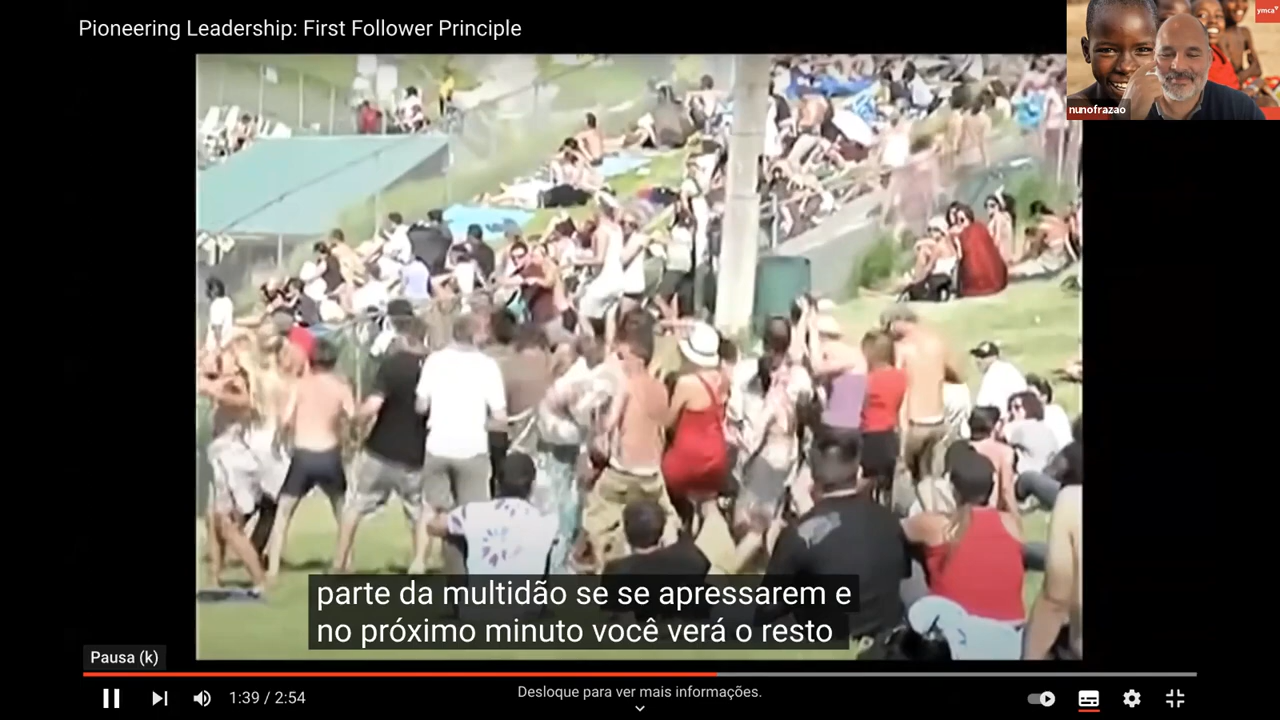 Pioneering Leadership: First Follower Principle
ymca
nunofrazao
parte da multidão se se apressarem e
no próximo minuto você verá o resto
Pausa (k)
1:39 / 2:54
Desloque para ver mais informações.